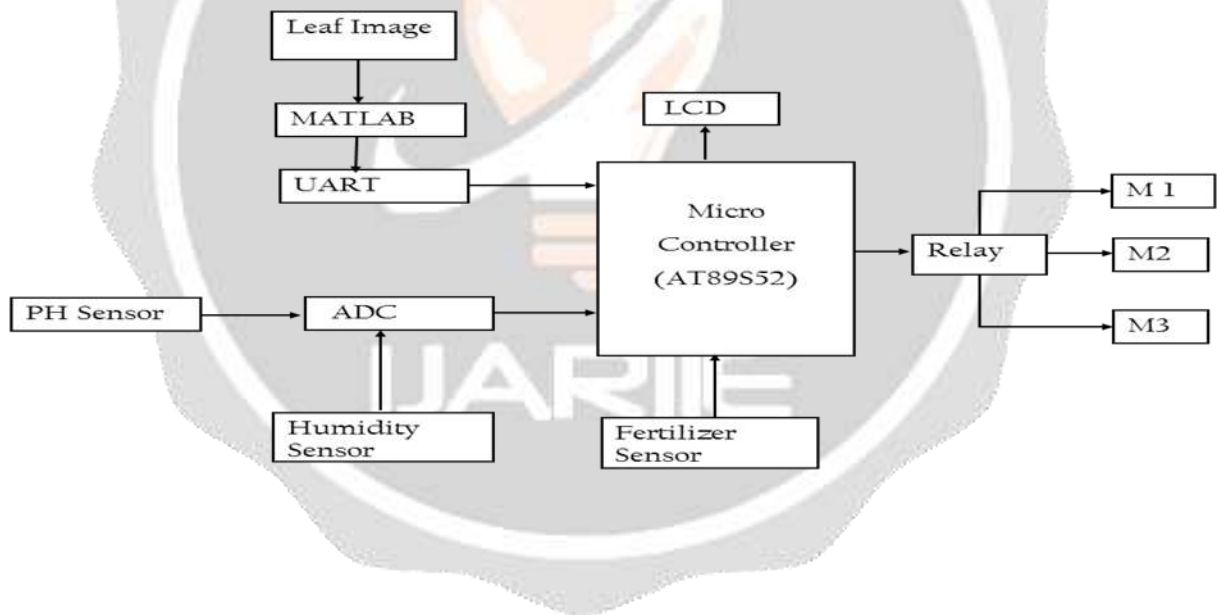 Leaf Image
MATLAB
LCD
UART
Micro
Controller
(AT89S52)
M 1
Relay
M2
PH Sensor
ADC
M3
IJARIIE
Humidity
Sensor
Fertilizer
Sensor